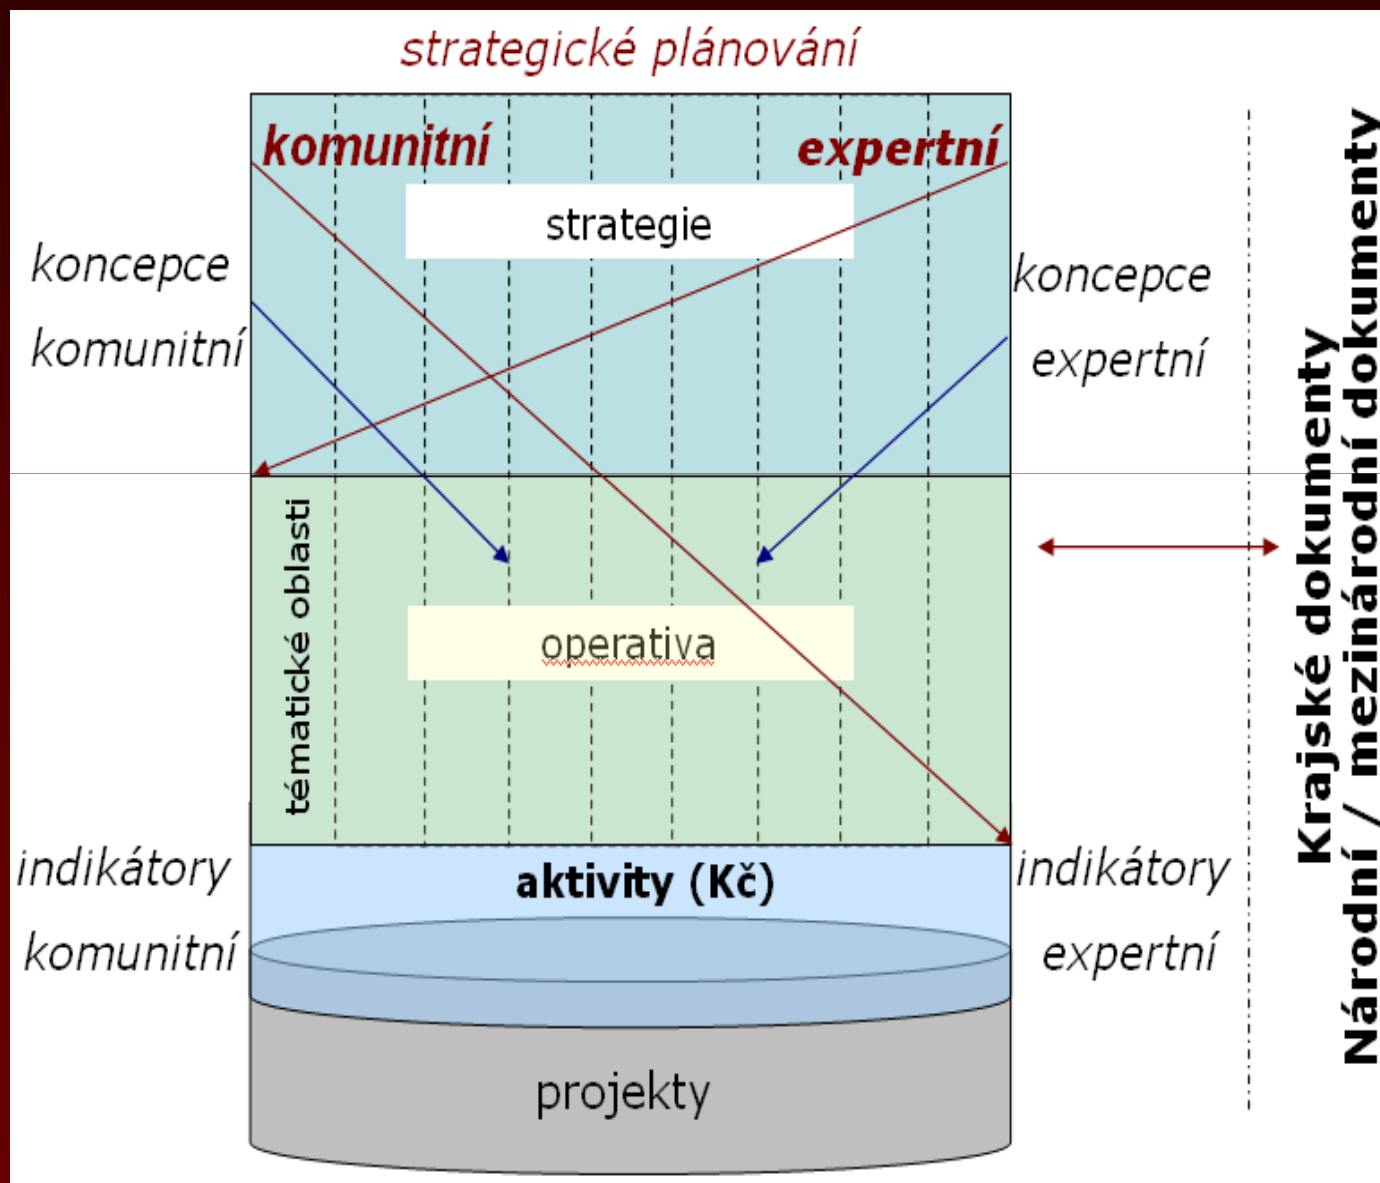 strategické plánování
komunitní
expertní
strategie
koncepce
komunitní
koncepce
expertní
tématické oblasti
operativa
Krajské dokumenty
Národní / mezinárodní dokumenty
indikátory
komunitní
aktivity (Kč)
indikátory
expertní
projekty